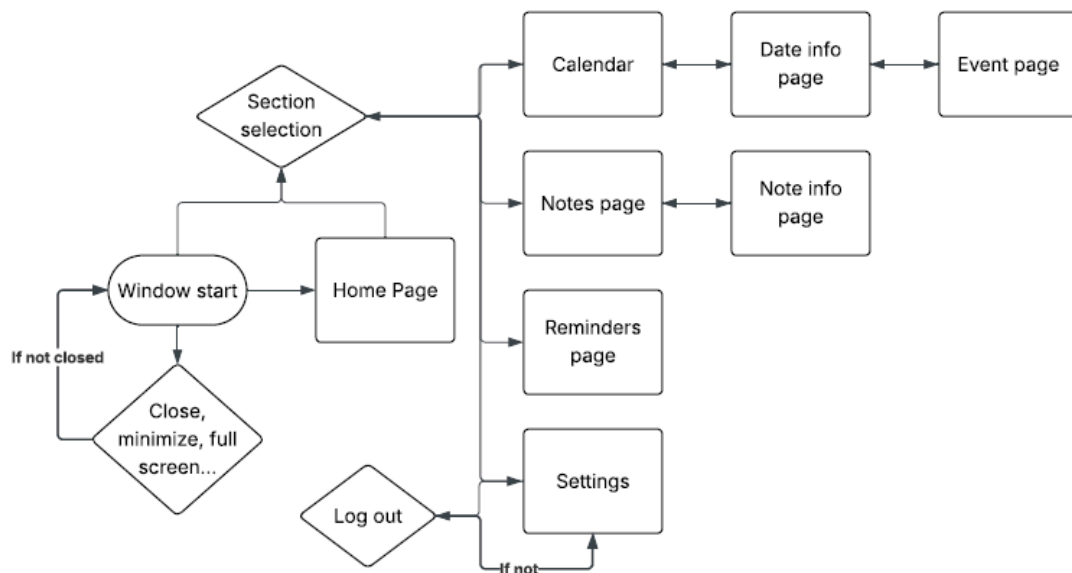 Calendar
Date info
page
Event page
Section
selection
Notes page
Note info
page
Window start
Home Page
Reminders
page
If not closed
Close,
minimize, full
screen...
Settings
Log out
If not